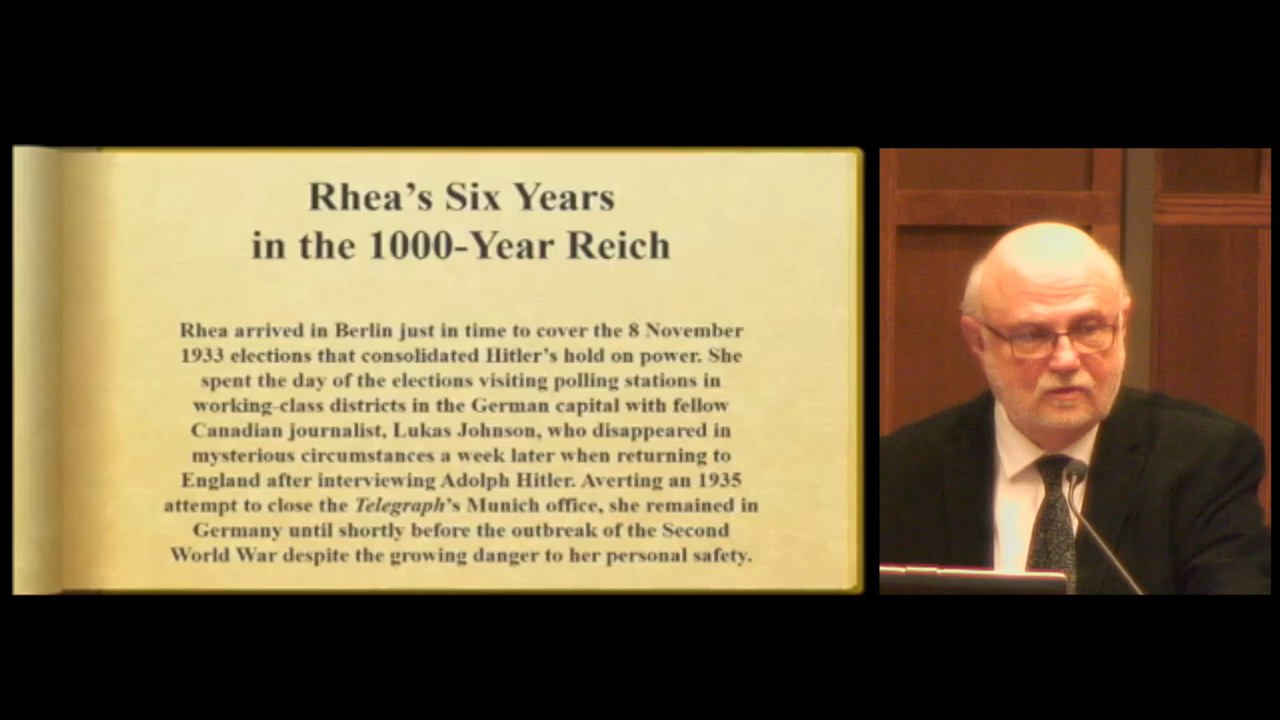 Rhea's Six Years
in the 1000-Year Reich
Rhea arrived in Berlin just in time to cover the 8 November
1933 elections that consolidated Hitler's hold on power. She
spent the day of the elections visiting polling stations in
working-class districts in the German capital with fellow
Canadian journalist, Lukas Johnson, who disappeared in
mysterious circumstances a week later when returning to
England after interviewing Adolph Hitler. Averting an 1935
attempt to close the Telegraph's Munich office, she remained in
Germany until shortly before the outbreak of the Second
World War despite the growing danger to her personal safety.